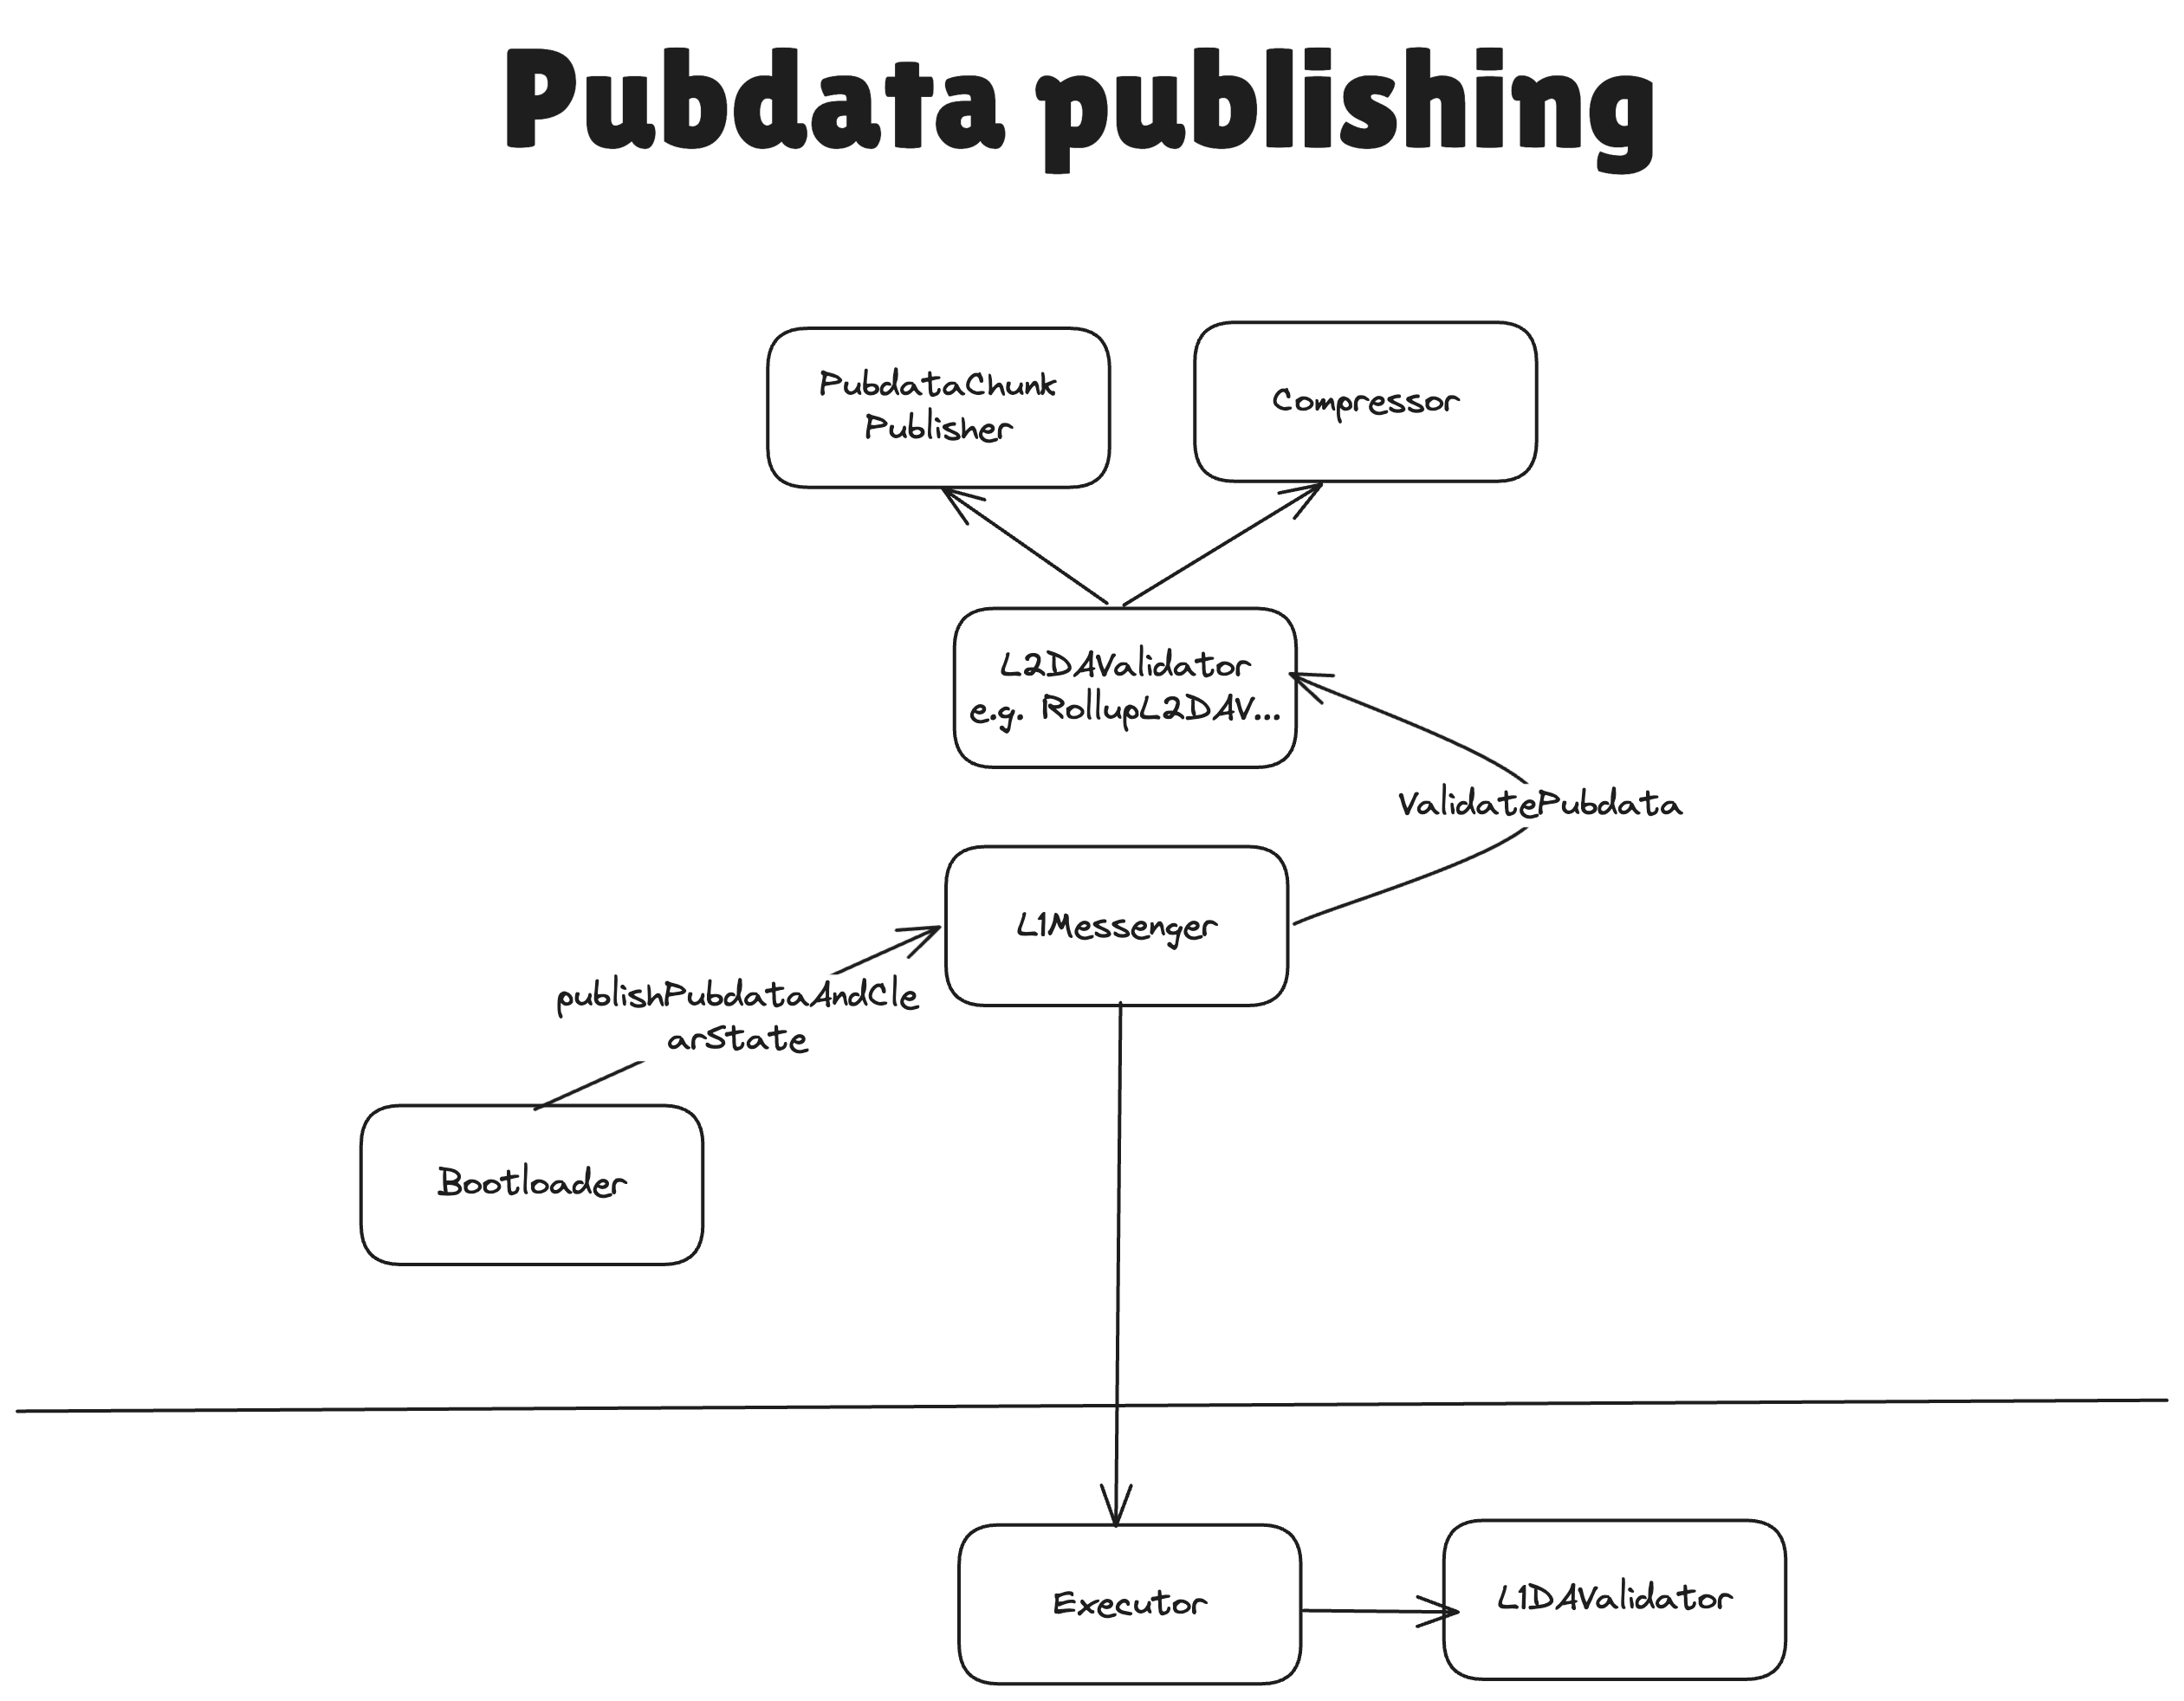 Pubdata publishing
PubdataChunk
Publisher
Compressor
L2DAValidator
e.g. RollupL2DAV...
ValidatePubdata
L1Messenger
publishPubdataAndCle
arState
Bootloader
Executor
L1DAValidator